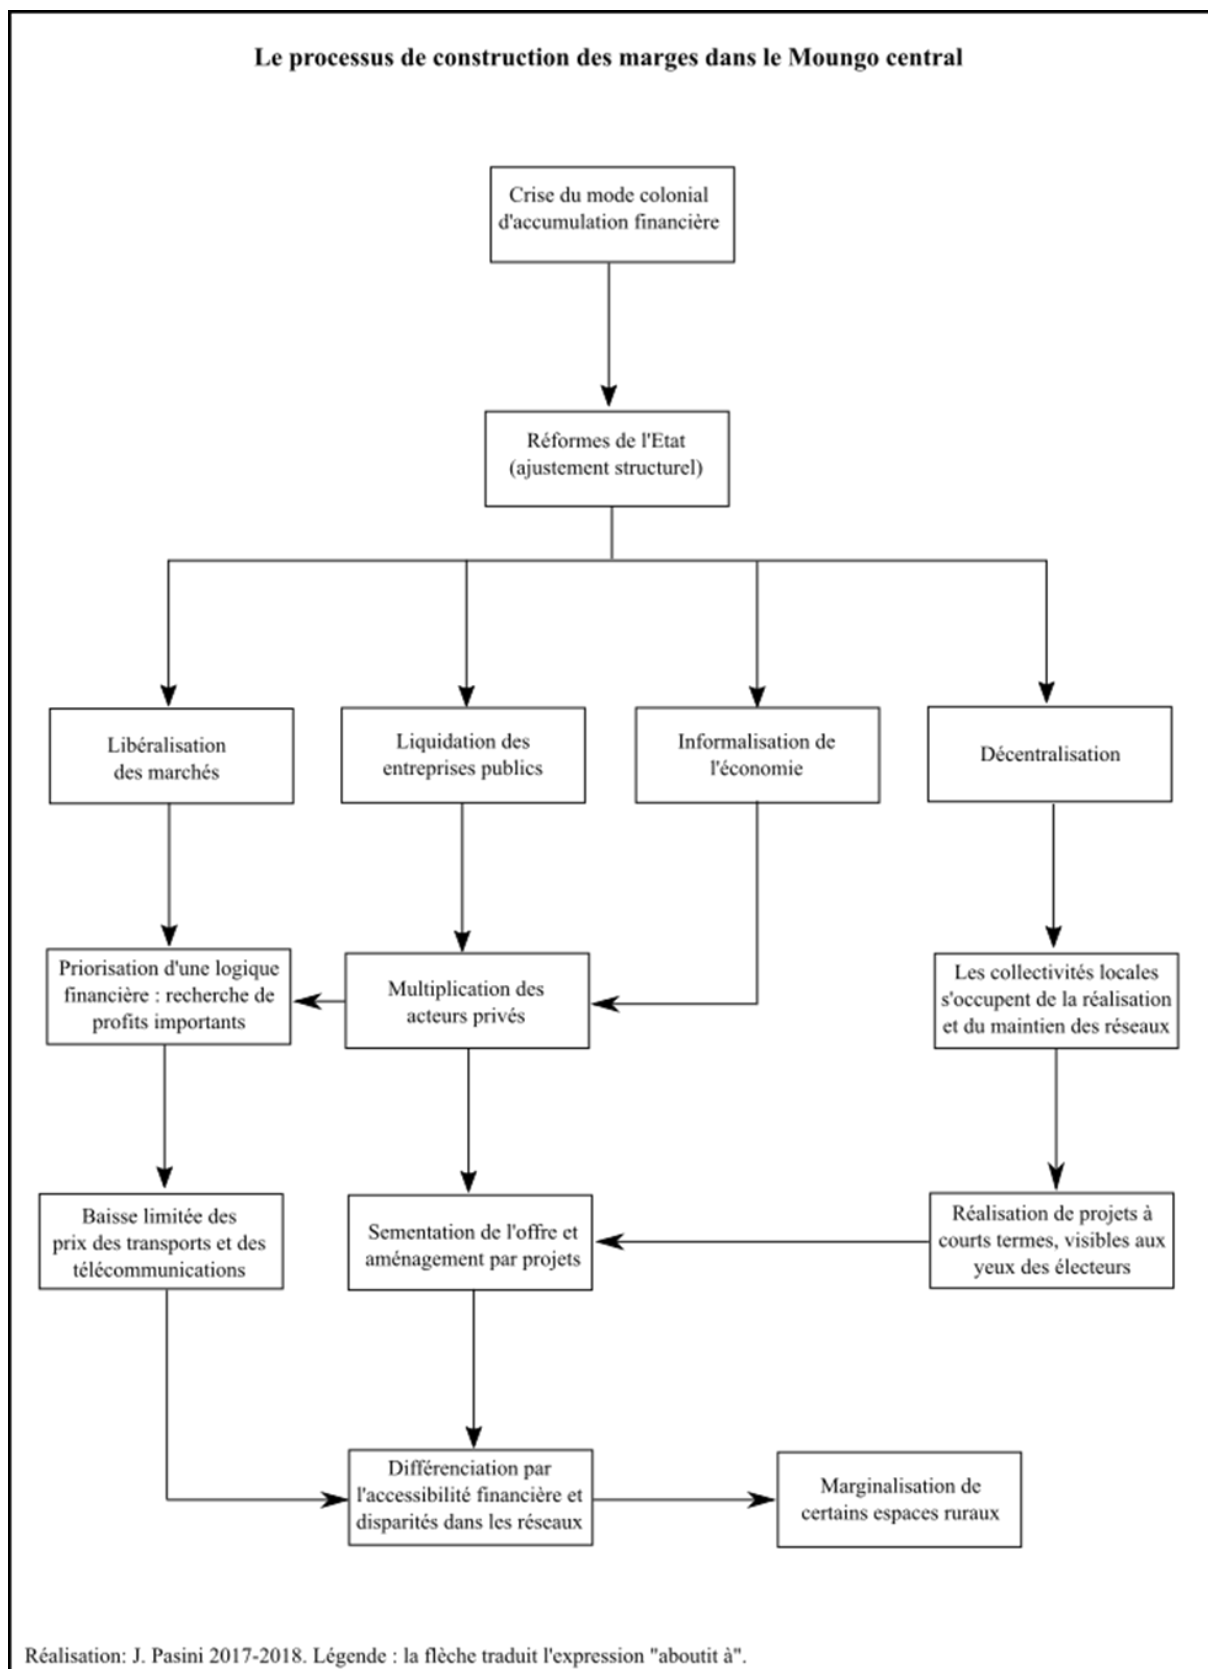 Le processus de construction des marges dans le Moungo central
Crise du mode colonial
d'accumulation financière
Réformes de l'Etat
(ajustement structurel)
Libéralisation
des marchés
Liquidation des
entreprises publics
Informalisation de
l'économie
Décentralisation
Priorisation d'une logique
financière : recherche de
profits importants
Multiplication des
acteurs privés
Les collectivités locales
s'occupent de la réalisation
et du maintien des réseaux
Baisse limitée des
prix des transports et des
télécommunications
Sementation de l'offre et
aménagement par projets
Réalisation de projets à
courts termes, visibles aux
yeux des électeurs
Différenciation par
l'accessibilité financière et
disparités dans les réseaux
Marginalisation de
certains espaces ruraux
Réalisation: J. Pasini 2017-2018. Légende : la flèche traduit l'expression "aboutit à".